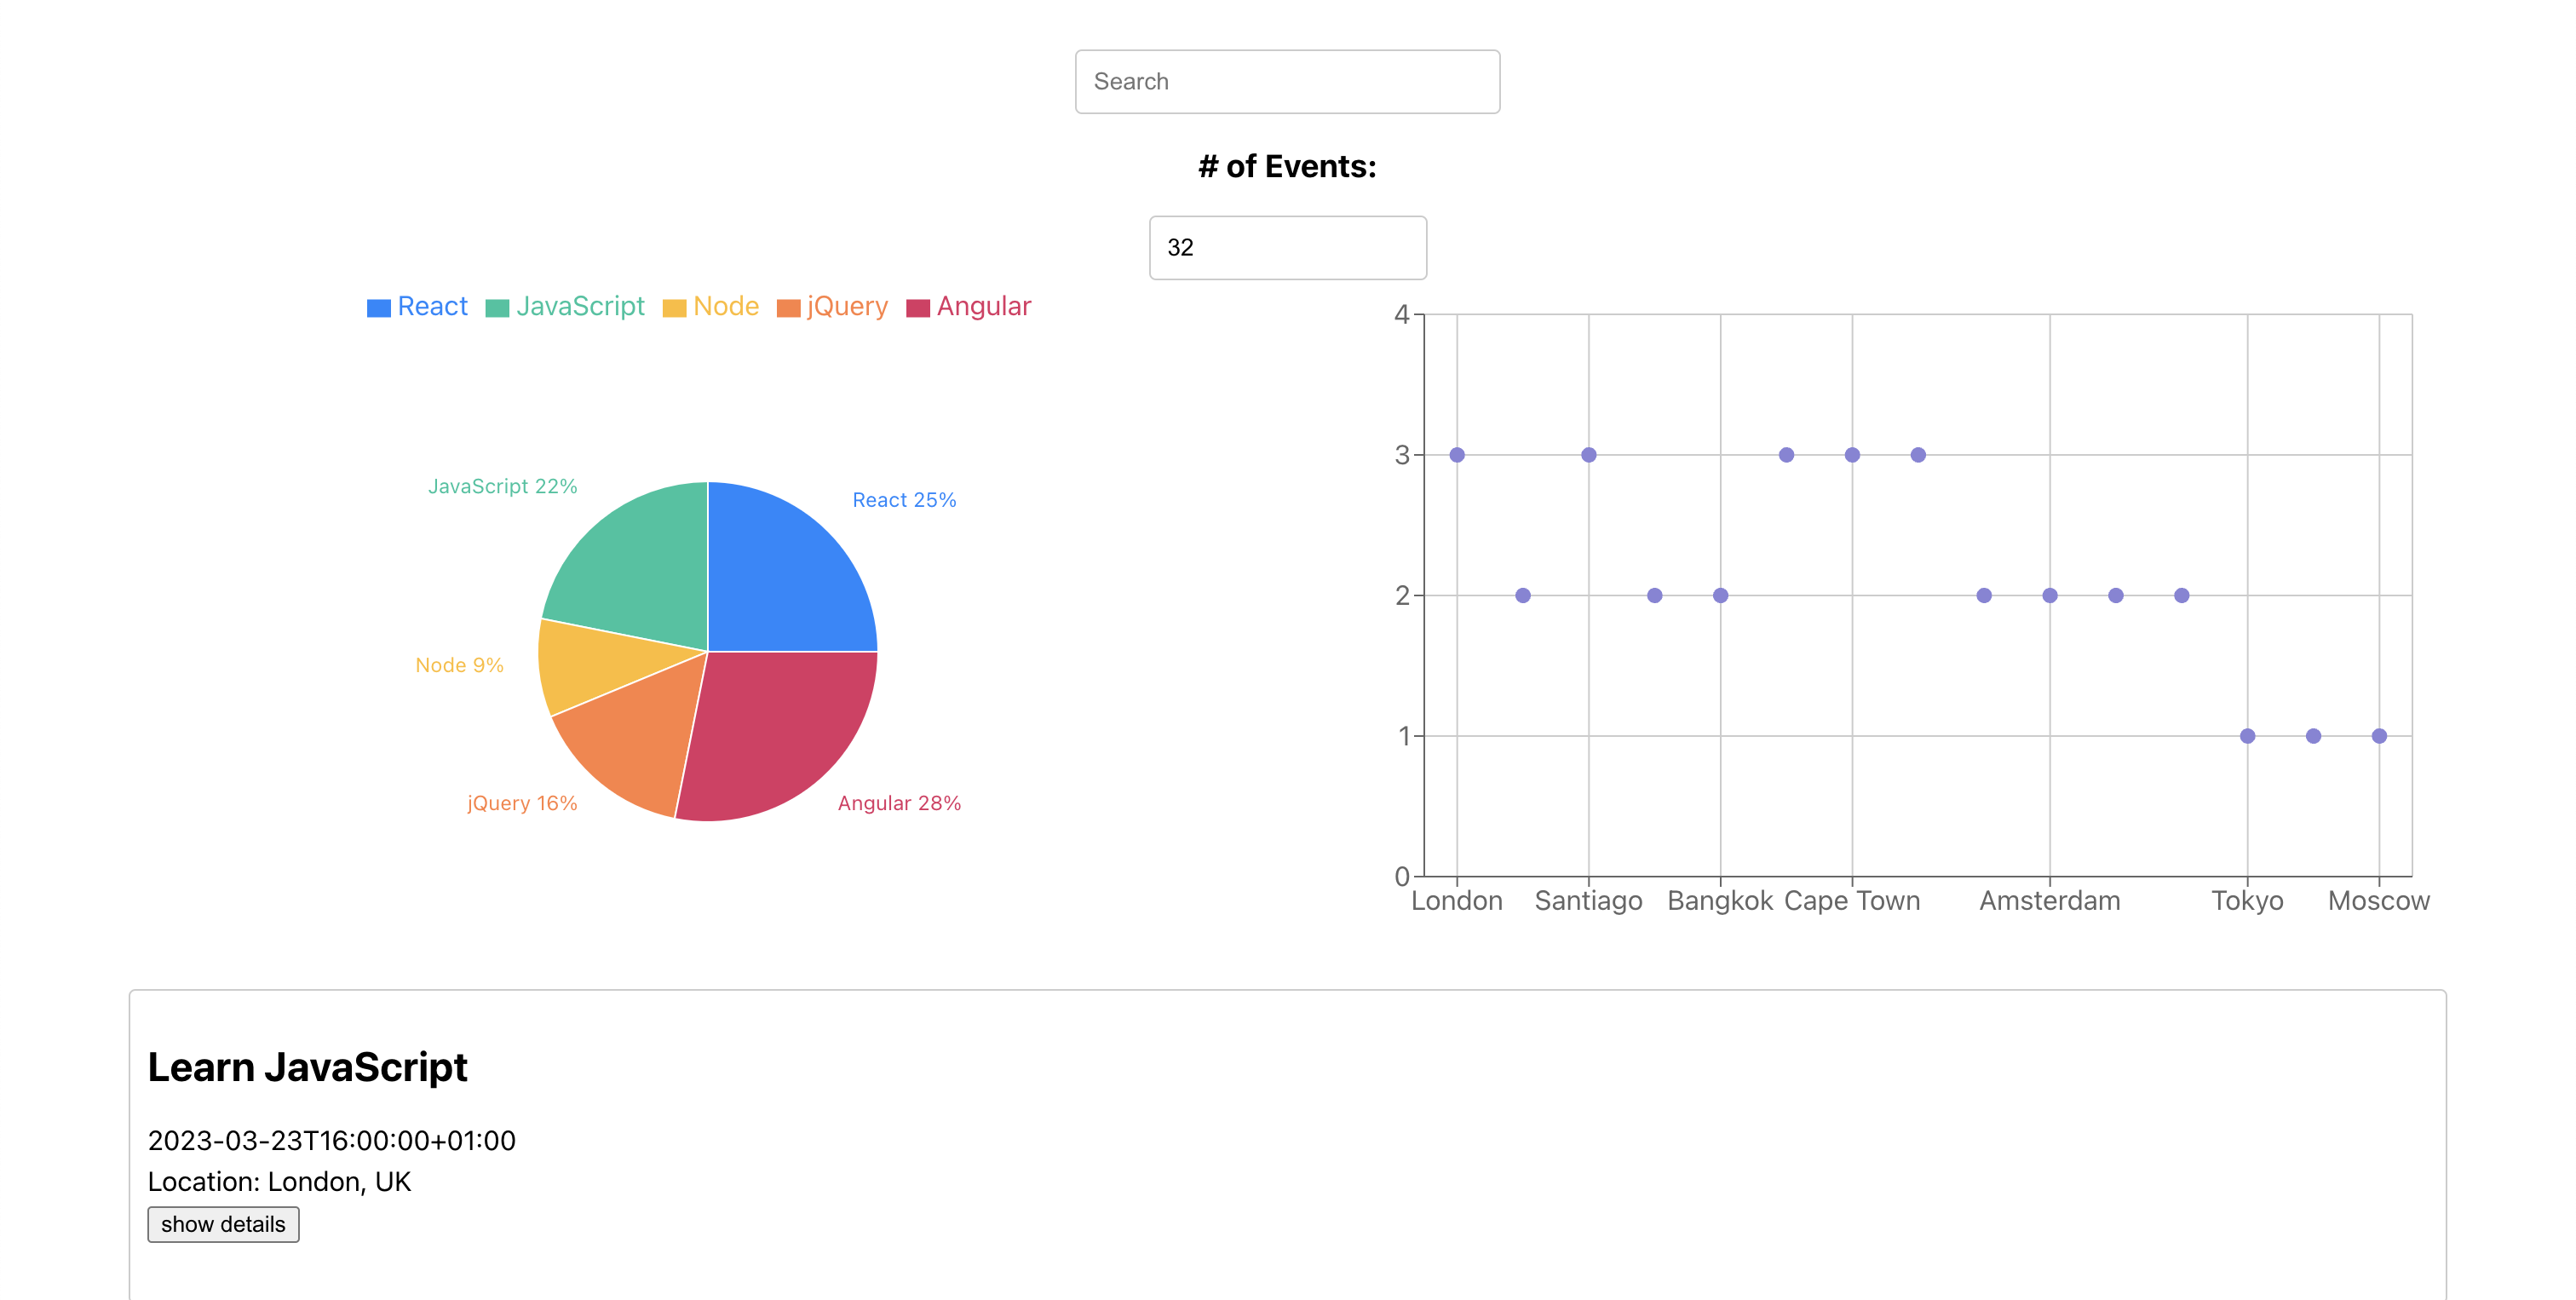 Search
# of Events:
32
React JavaScript Node jQuery Angular
JavaScript 22%
React 25%
Node 9%
jQuery 16%
Angular 28%
4
3
2
1
0
London Santiago Bangkok Cape Town Amsterdam Tokyo Moscow
Learn JavaScript
2023-03-23T16:00:00+01:00
Location: London, UK
show details